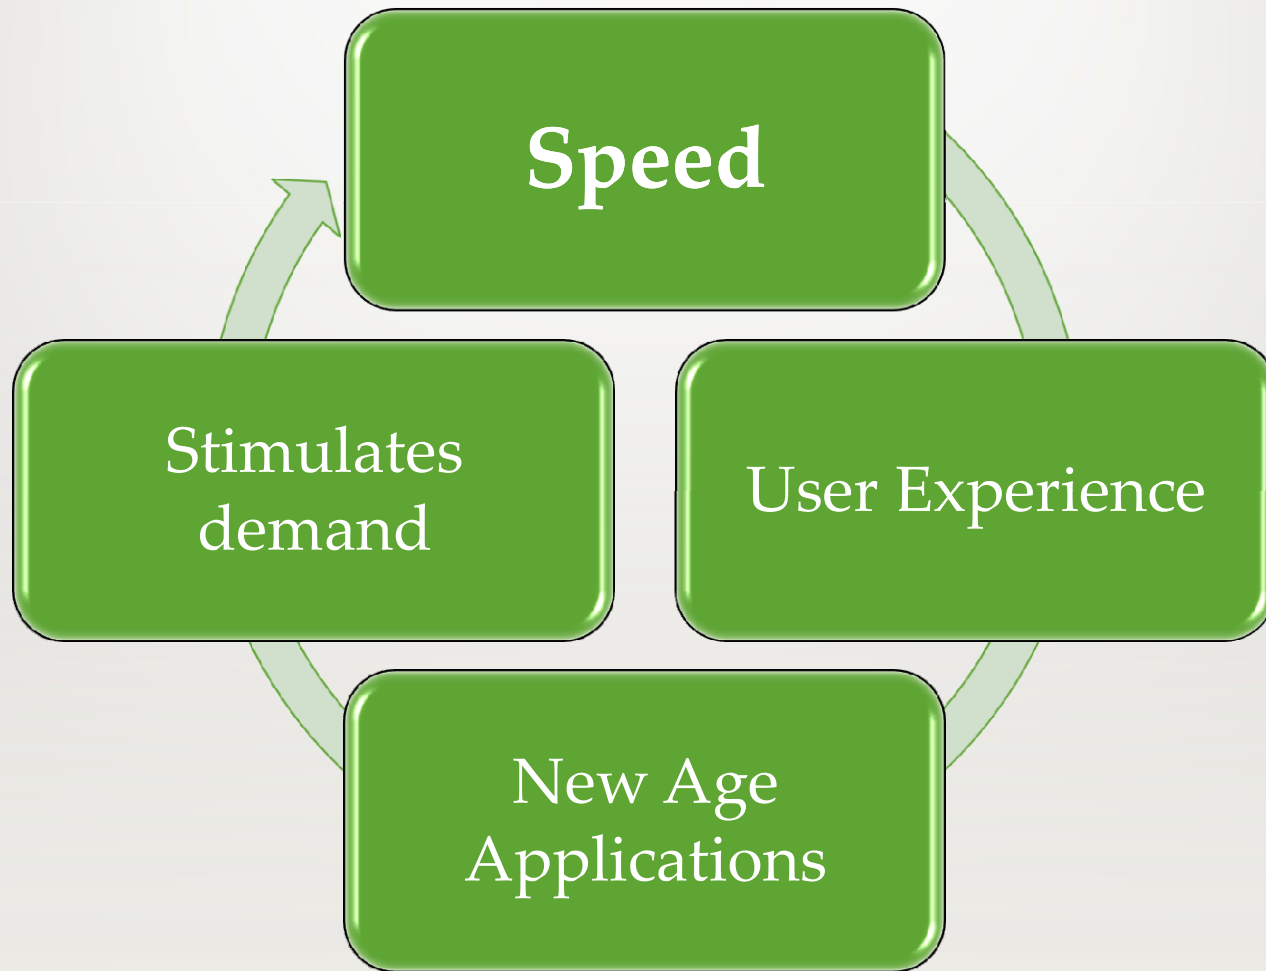 Speed
Stimulates
demand
User Experience
New Age
Applications